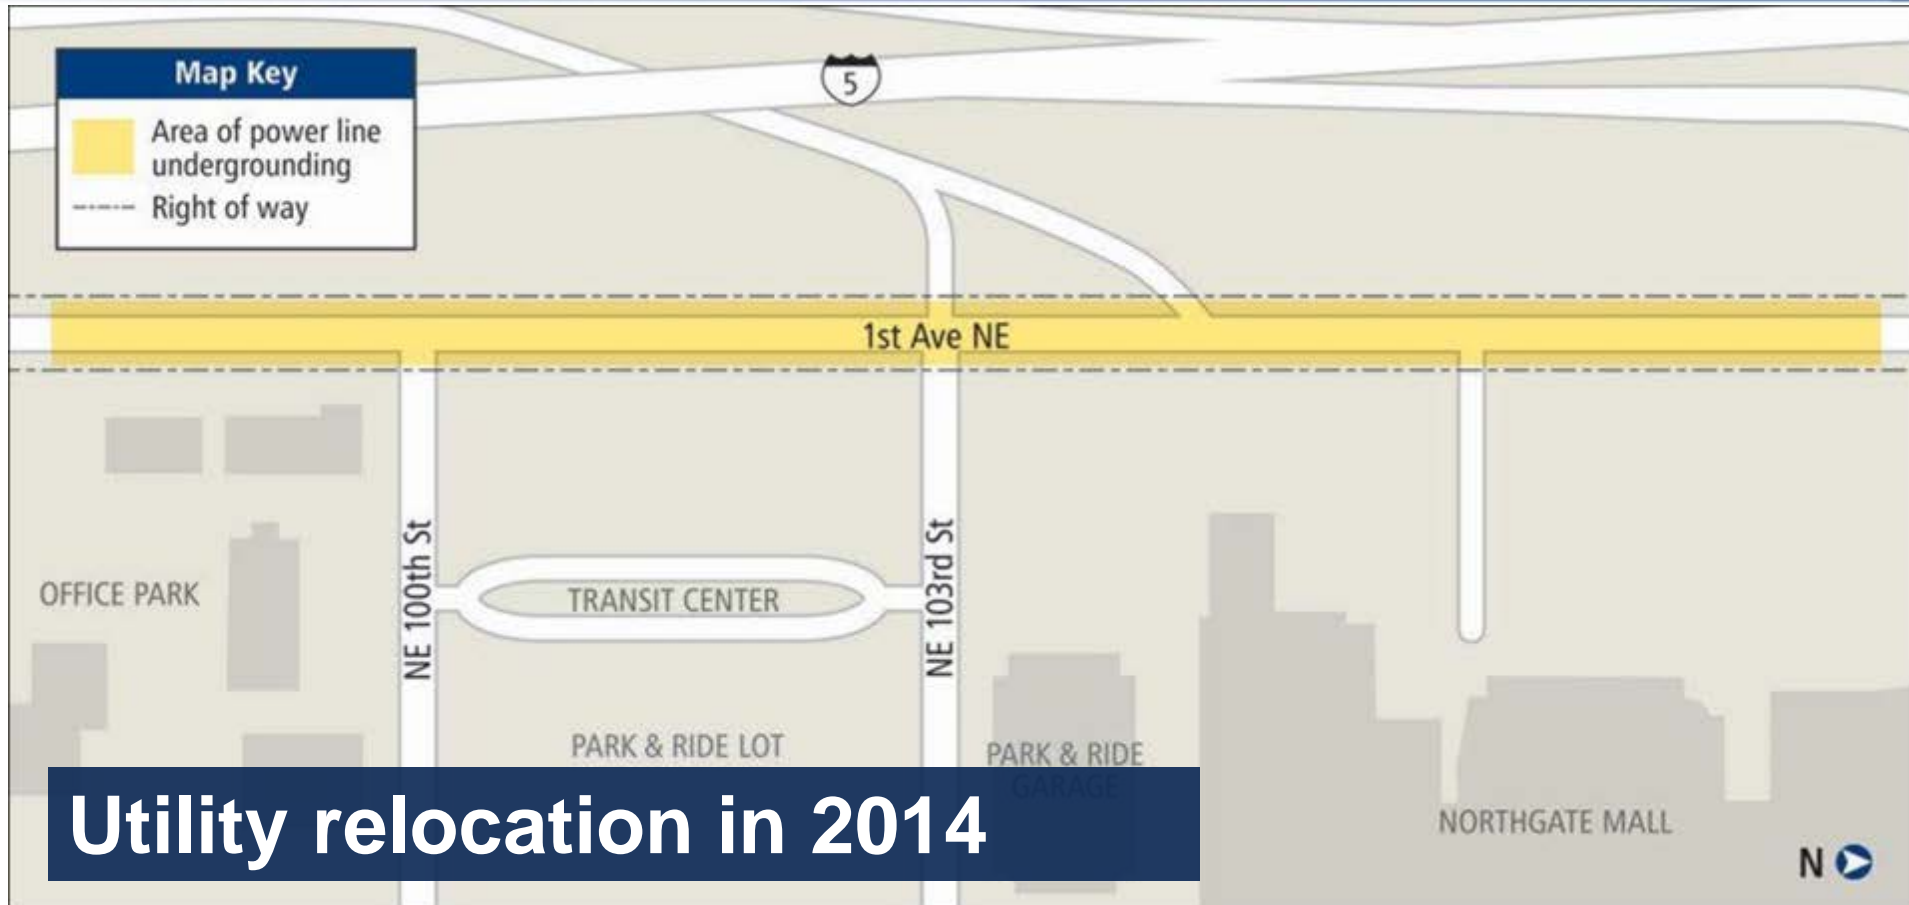 Map Key
Area of power line
undergrounding
Right of way
5
1st Ave NE
NE 100th St
NE 103rd St
OFFICE PARK
TRANSIT CENTER
PARK & RIDE LOT
PARK & RIDE
GARAGE
NORTHGATE MALL
Utility relocation in 2014
N